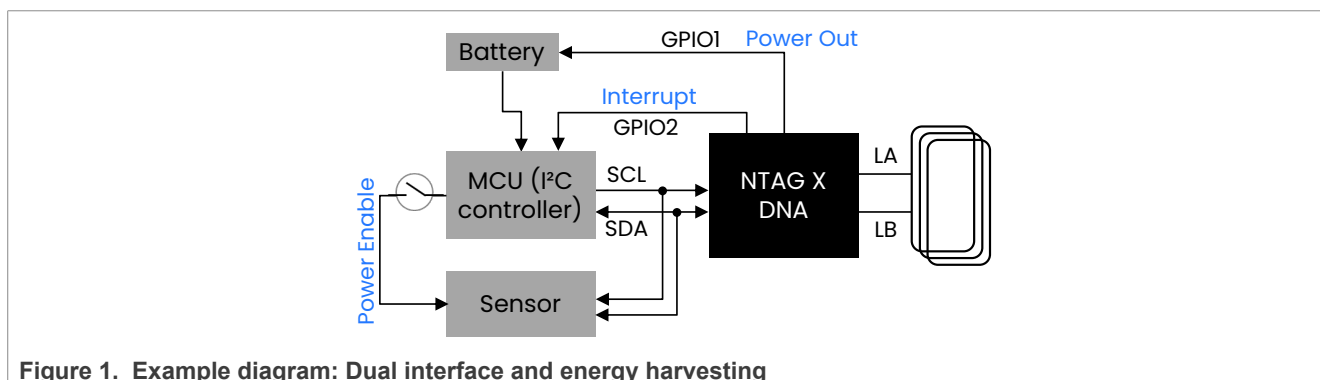 GPIO1 Power Out
Battery
Interrupt
GPIO2
MCU (I²C
controller)
SCL
SDA
NTAG X
DNA
LA
LB
Power Enable
Sensor
Figure 1. Example diagram: Dual interface and energy harvesting